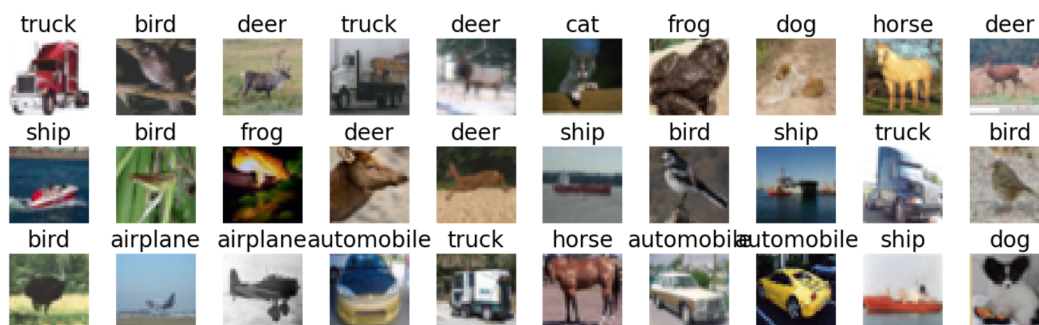 truck bird deer truck deer cat frog dog horse deer
ship bird frog deer deer ship bird ship truck bird
bird airplane airplane automobile truck horse automobile automobile ship dog